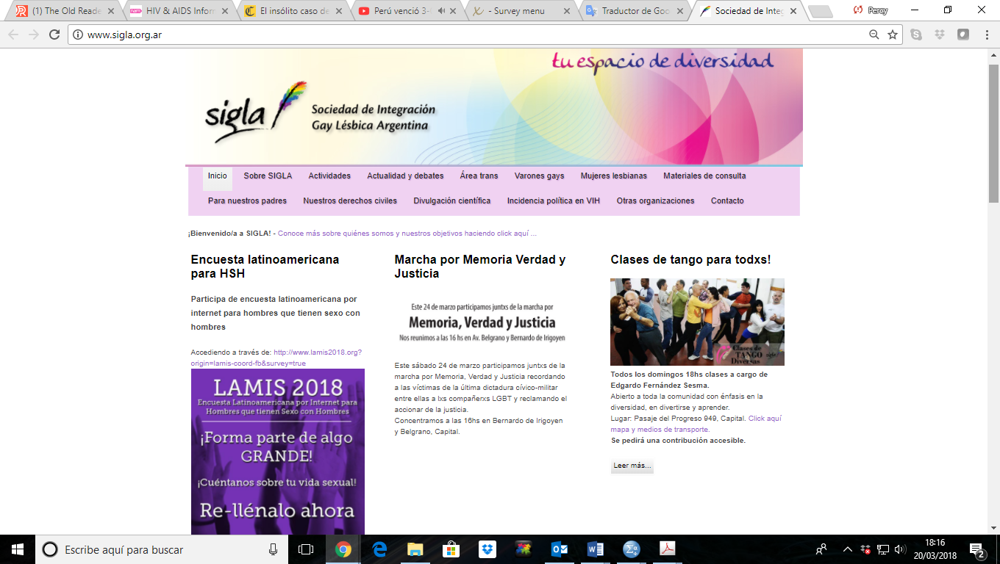 (1) The Old Reade
HIV & AIDS Inforn
El insólito caso de
Perú venció 3-
- Survey menu
Traductor de Goo
Sociedad de Integ
Percy
www.sigla.org.ar
tu espacio de diversidad
sigla
Sociedad de Integración
Gay Lésbica Argentina
Inicio Sobre SIGLA Actividades Actualidad y debates Área trans Varones gays Mujeres lesbianas Materiales de consulta
Para nuestros padres Nuestros derechos civiles Divulgación científica Incidencia política en VIH Otras organizaciones Contacto
¡Bienvenido/a a SIGLA! - Conoce más sobre quiénes somos y nuestros objetivos haciendo click aquí ...
Encuesta latinoamericana
para HSH
Participa de encuesta latinoamericana por
internet para hombres que tienen sexo con
hombres
Accediendo a través de: http://www.lamis2018.org?
origin=lamis-coord-fb&survey=true
LAMIS 2018
Encuesta Latinoamericana por Internet para
Hombres que tienen Sexo con Hombres
¡Forma parte de algo
GRANDE!
¡Cuéntanos sobre tu vida sexual!
Re-llénalo ahora
Marcha por Memoria Verdad y
Justicia
Este 24 de marzo participamos juntxs de la marcha por
Memoria, Verdad y Justicia
Nos reunimos a las 16 hs en Av. Belgrano y Bernardo de Irigoyen
Este sábado 24 de marzo participamos juntxs de la
marcha por Memoria, Verdad y Justicia recordando
a las víctimas de la última dictadura cívico-militar
entre ellas a lxs compañerxs LGBT y reclamando el
accionar de la justicia.
Concentramos a las 16hs en Bernardo de Irigoyen
y Belgrano, Capital.
Clases de tango para todxs!
Clases de
TANGO
Diversas
sigla
Todos los domingos 18hs clases a cargo de
Edgardo Fernández Sesma.
Abierto a toda la comunidad con énfasis en la
diversidad, en divertirse y aprender.
Lugar: Pasaje del Progreso 949, Capital. Click aquí
mapa y medios de transporte.
Se pedirá una contribución accesible.
Leer más...
Escribe aquí para buscar
18:16
20/03/2018
2